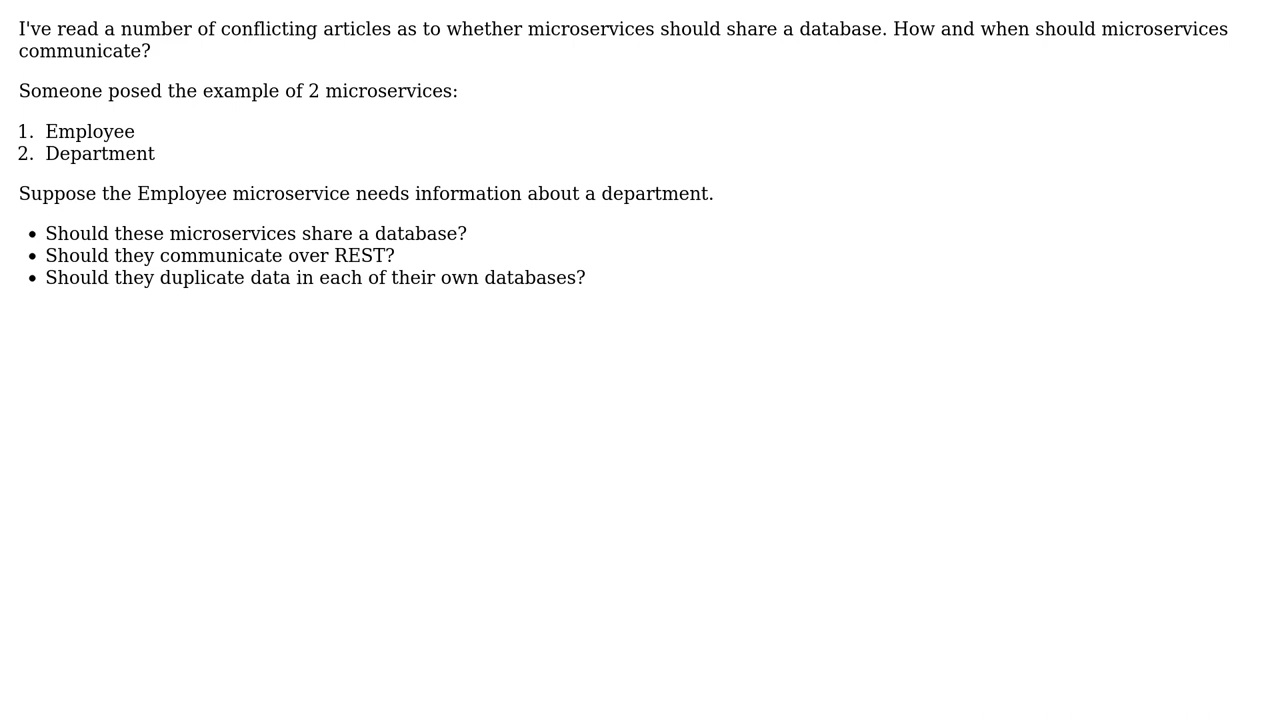 I've read a number of conflicting articles as to whether microservices should share a database. How and when should microservices
communicate?
Someone posed the example of 2 microservices:
1. Employee
2. Department
Suppose the Employee microservice needs information about a department.
• Should these microservices share a database?
• Should they communicate over REST?
• Should they duplicate data in each of their own databases?